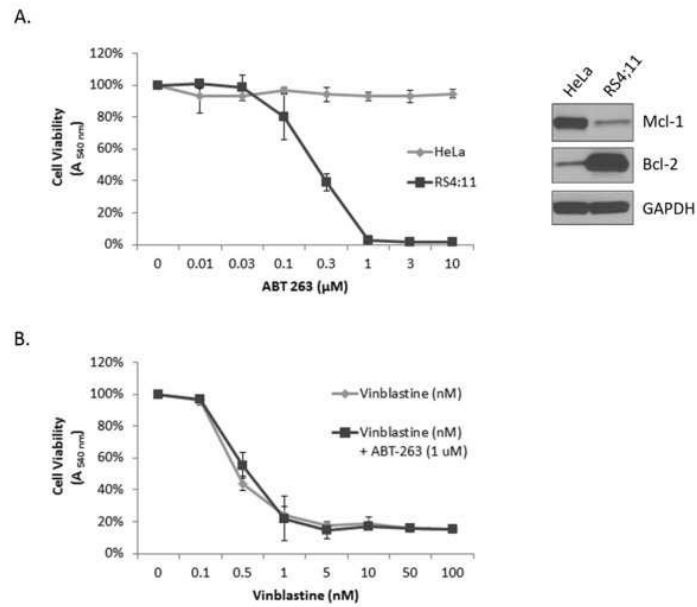 A.
120%
100%
80%
60%
40%
20%
0%
Cell Viability
(A 540 nm)
HeLa
RS4:11
0 0.01 0.03 0.1 0.3 1 3 10
ABT 263 (μM)
HeLa
RS4;11
Mcl-1
Bcl-2
GAPDH
B.
120%
100%
80%
60%
40%
20%
0%
Cell Viability
(A 540 nm)
Vinblastine (nM)
Vinblastine (nM)
+ ABT-263 (1 uM)
0 0.1 0.5 1 5 10 50 100
Vinblastine (nM)